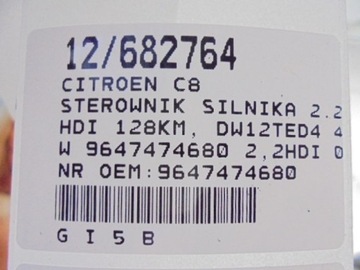 12/682764
CITROEN C8
STEROWNIK SILNIKA 2.2
HDI 128KM, DW12TED4 4
W 9647474680 2,2HDI 0
NR OEM:9647474680
G I 5 B